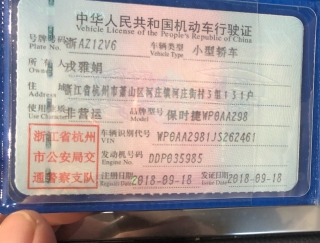 中华人民共和国机动车行驶证
Vehicle License of the People's Republic of China
号牌号码 浙AZ12V6 车辆类型 小型轿车
Plate No. Vehicle Type
所有人 戎雅娟
Owner
住址 浙江省杭州市萧山区河庄镇河庄街村3组131户
使用性质 非营运 品牌型号 保时捷WP0AA298
Use Character Model
浙江省杭州
市公安局交
通警察支队
车辆识别代号 WP0AA2981JS262461
VIN
发动机号码 DDP035985
Engine No.
注册日期 2018-09-18 发证日期 2018-09-18
Register Date Issue Date